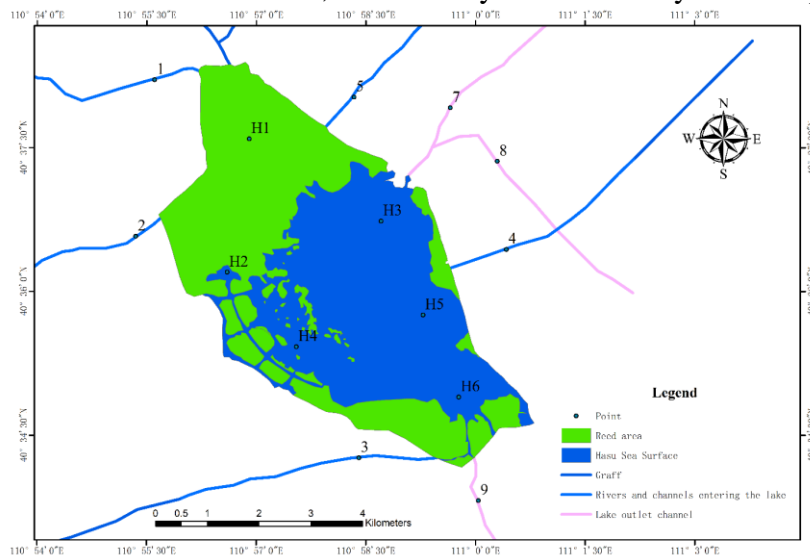 110° 54′0″E 110° 55′30″E 110° 57′0″E 110° 58′30″E 111° 0′0″E 111° 1′30″E 111° 3′0″E
1
5
7
N
W E
S
H1
40° 37′30″N
8
H3
2
4
H2
40° 36′0″N
H5
H4
H6
Legend
Point
Reed area
40° 34′30″N
Hasu Sea Surface
3
Graff
Rivers and channels entering the lake
9
Lake outlet channel
0 0.5 1 2 3 4
Kilometers
110° 54′0″E 110° 55′30″E 110° 57′0″E 110° 58′30″E 111° 0′0″E 111° 1′30″E 111° 3′0″E